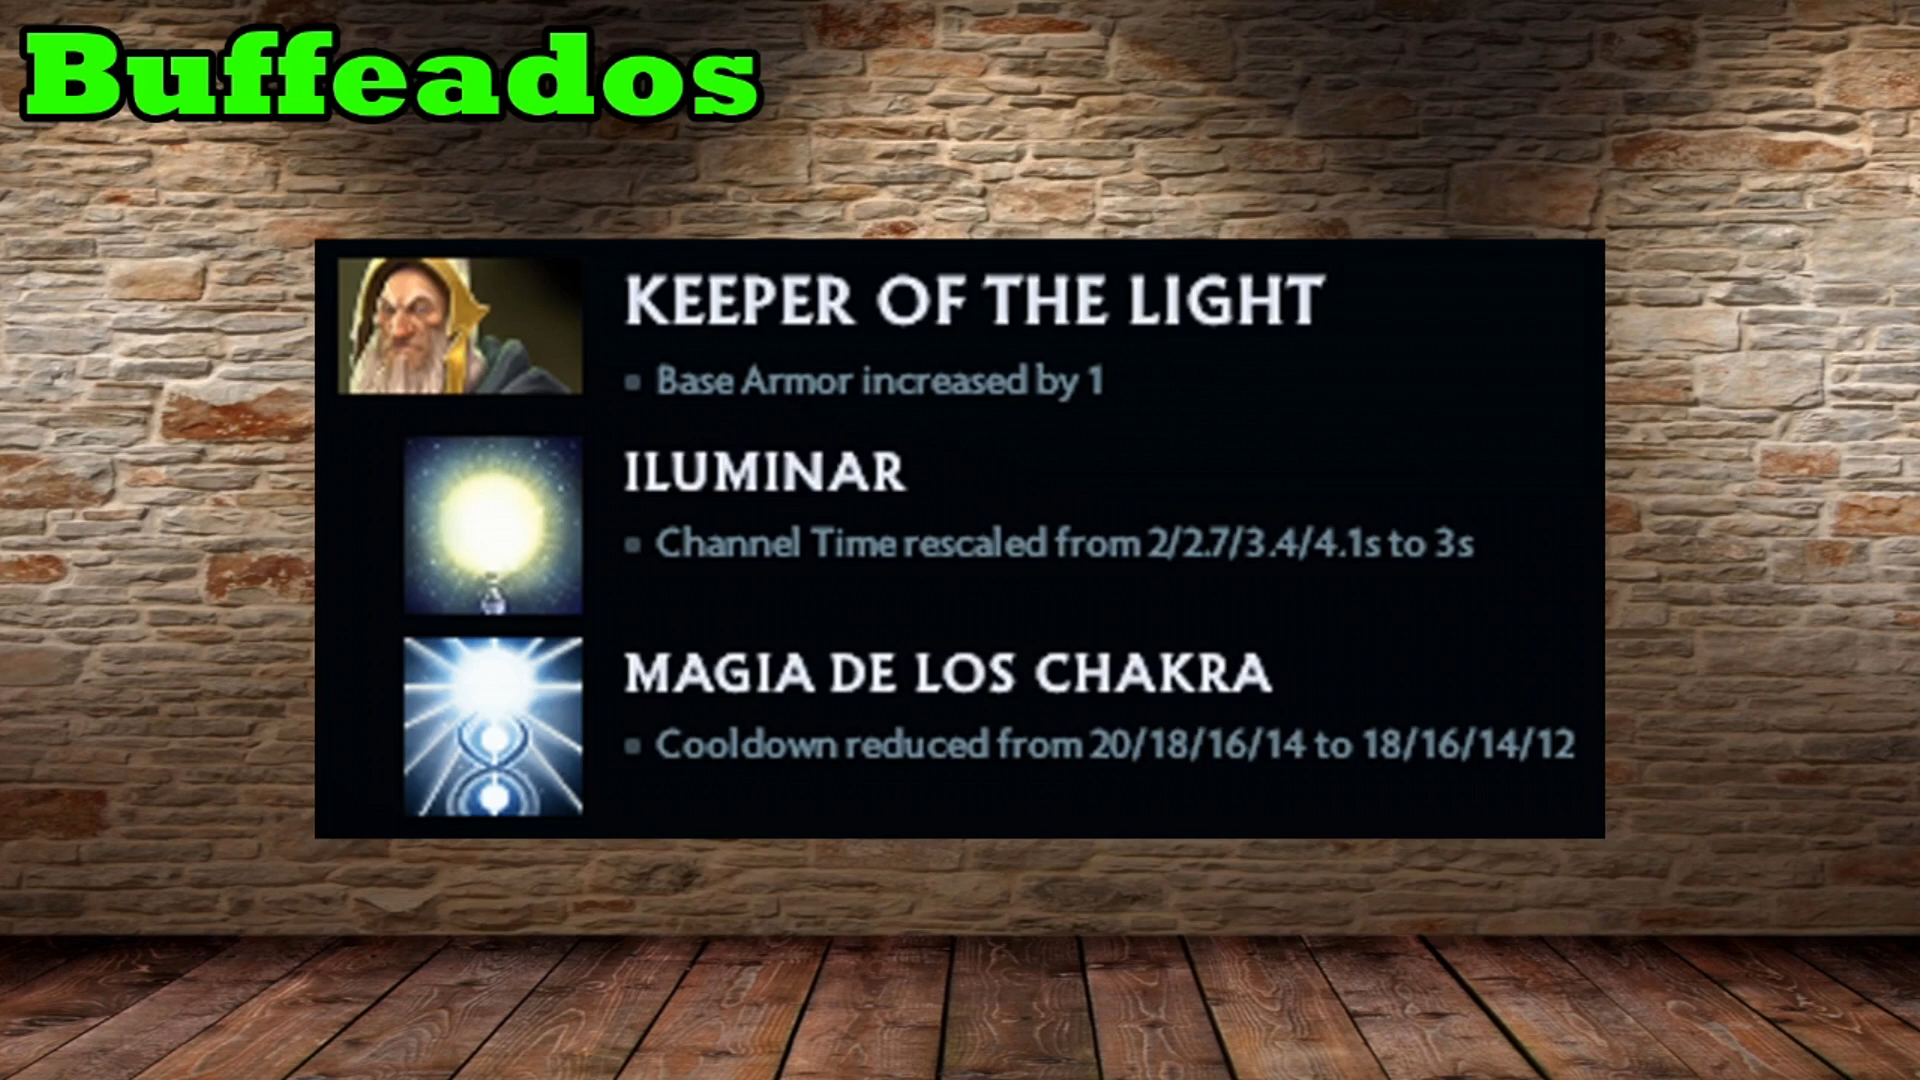 Buffeados
KEEPER OF THE LIGHT
Base Armor increased by 1
ILUMINAR
Channel Time rescaled from 2/2.7/3.4/4.1s to 3s
MAGIA DE LOS CHAKRA
Cooldown reduced from 20/18/16/14 to 18/16/14/12